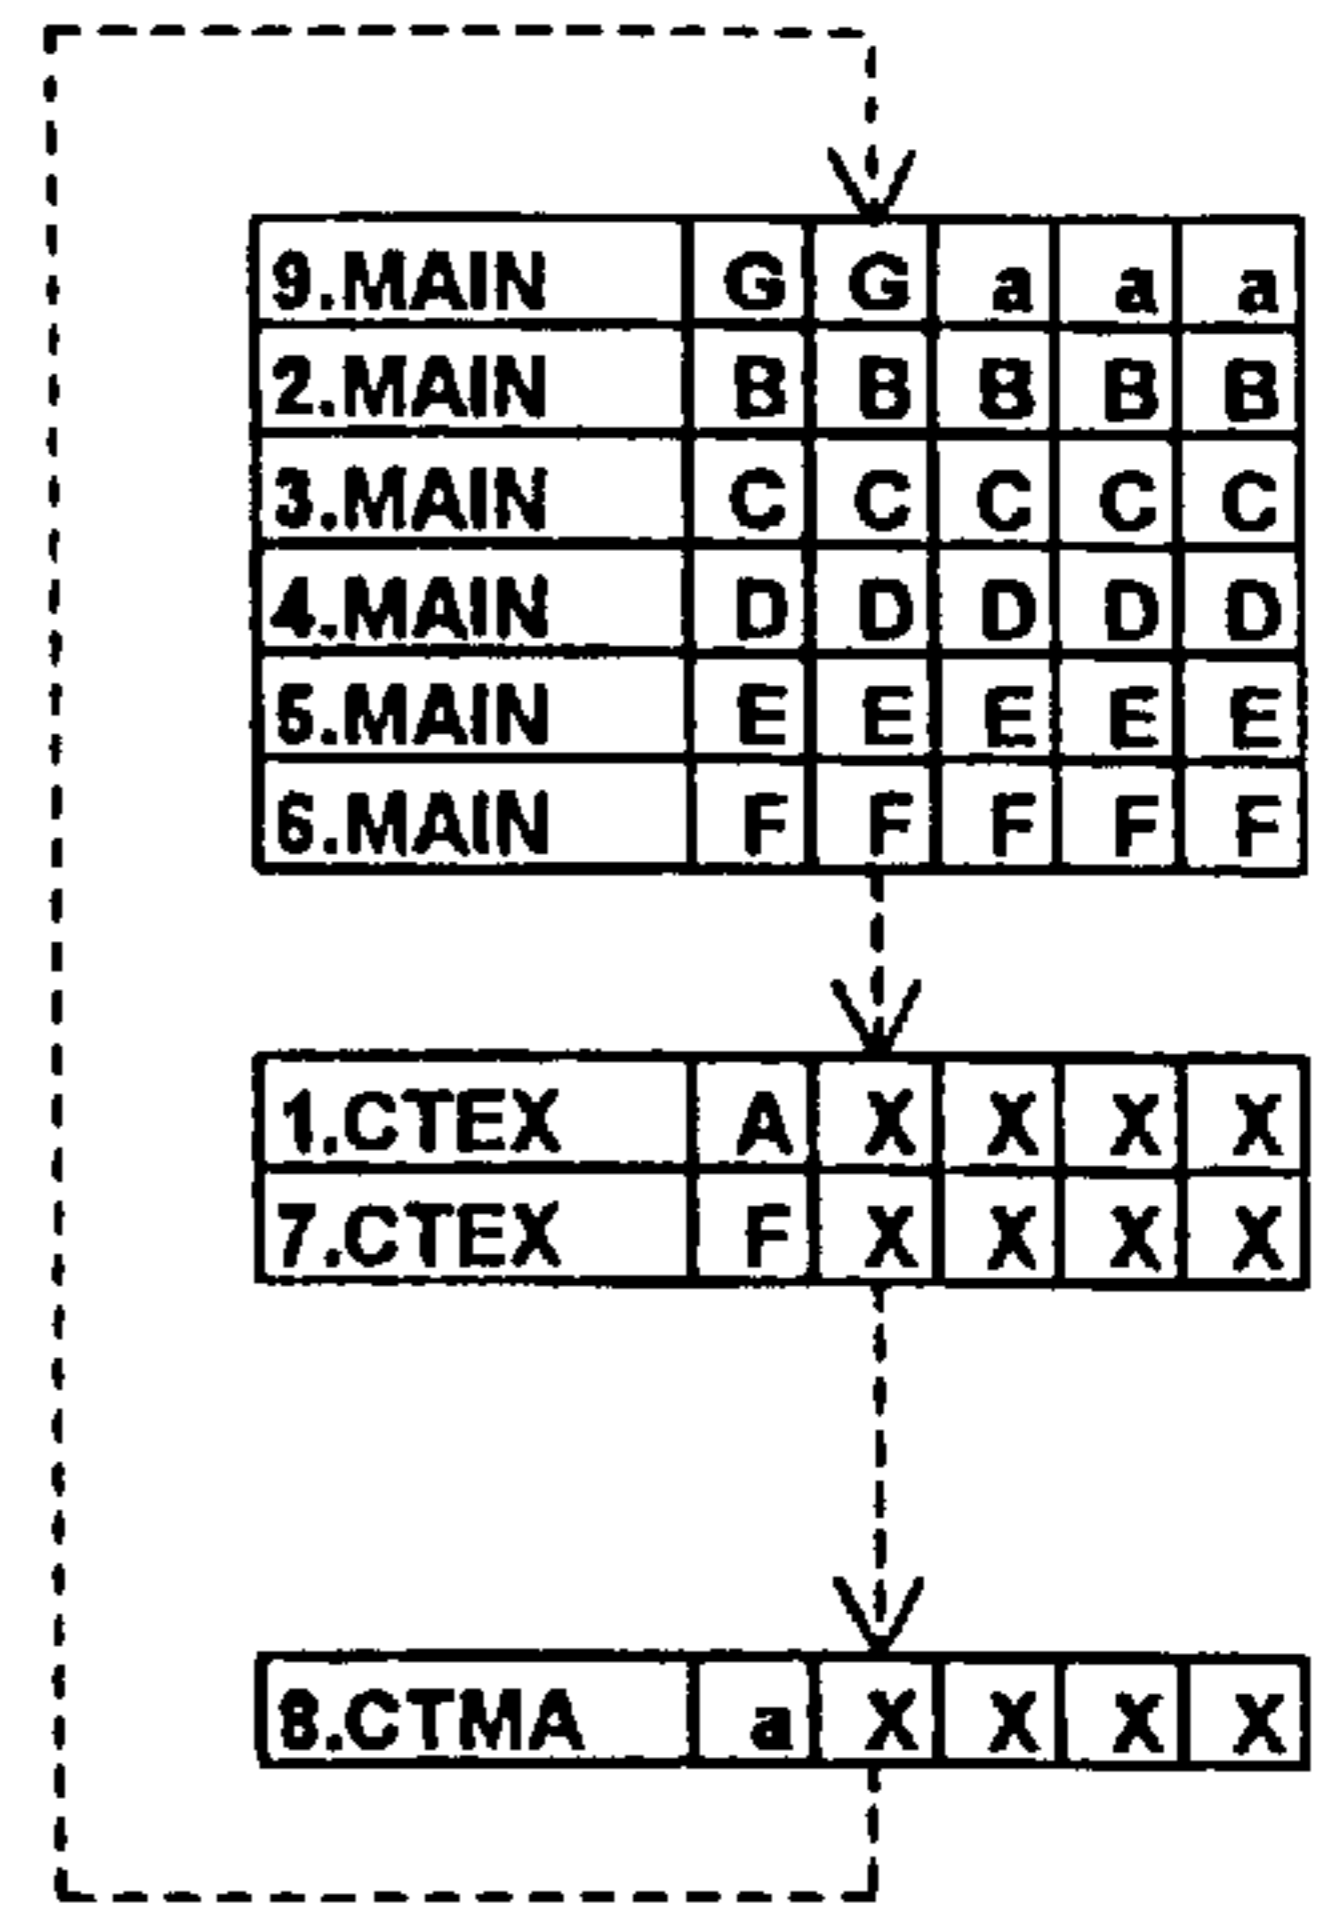 9.MAIN G G a a a
2.MAIN B B B B B
3.MAIN C C C C C
4.MAIN D D D D D
5.MAIN E E E E E
6.MAIN F F F F F
1.CTEX A X X X X
7.CTEX F X X X X
8.CTMA a X X X X